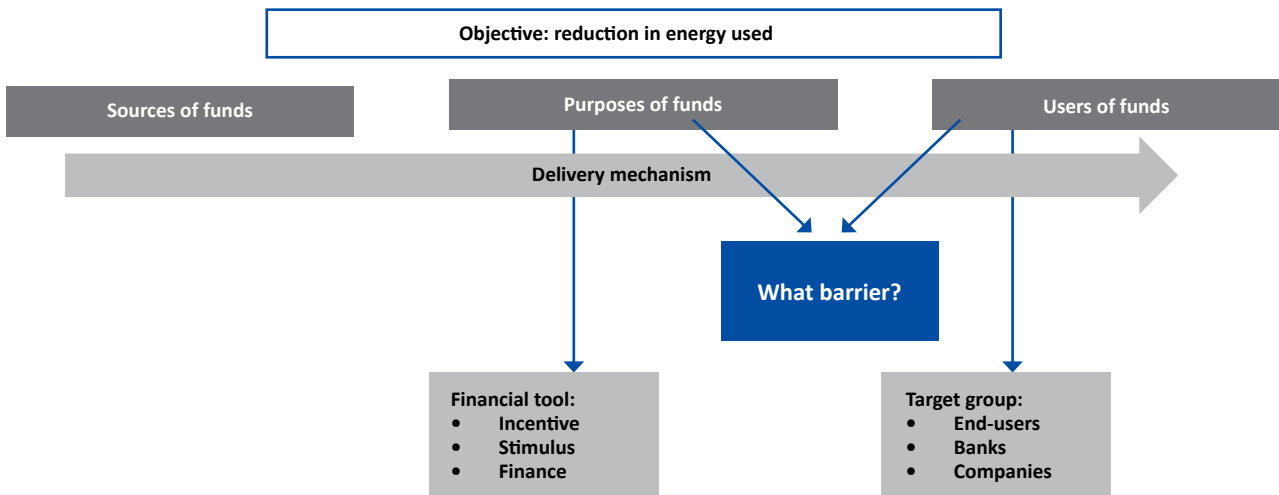 Objective: reduction in energy used
Sources of funds
Purposes of funds
Users of funds
Delivery mechanism
What barrier?
Financial tool:
• Incentive
• Stimulus
• Finance
Target group:
• End-users
• Banks
• Companies